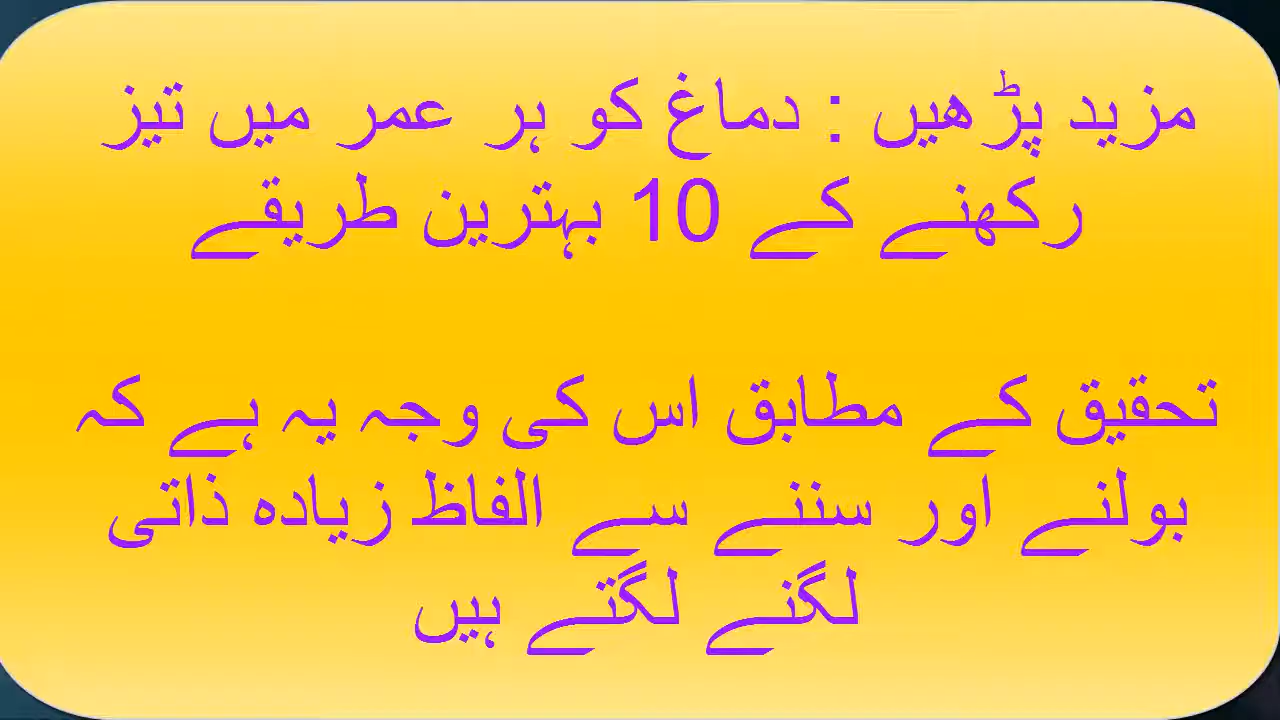 مزید پڑھیں : دماغ کو ہر عمر میں تیز
رکھنے کے 10 بہترین طریقے
تحقیق کے مطابق اس کی وجہ یہ ہے کہ
بولنے اور سننے سے الفاظ زیادہ ذاتی
لگنے لگتے ہیں